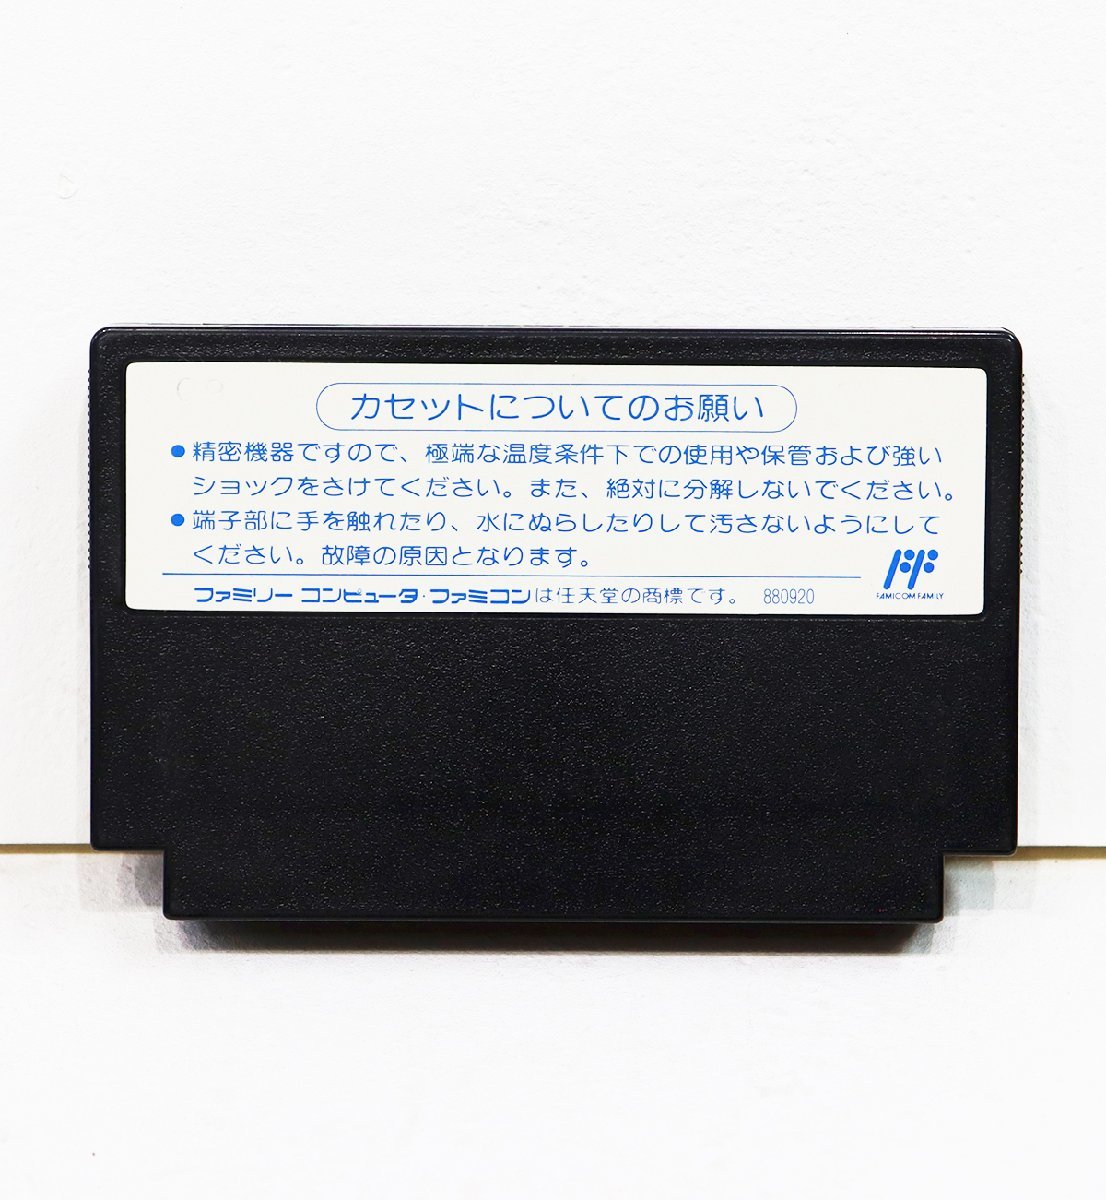 カセットについてのお願い
●精密機器ですので、極端な温度条件下での使用や保管および強い
ショックをさけてください。また、絶対に分解しないでください。
●端子部に手を触れたり、水にぬらしたりして汚さないようにして
ください。故障の原因となります。
ファミリー コンピュータ・ファミコンは任天堂の商標です。 880920
FF
FAMICOM FAMILY